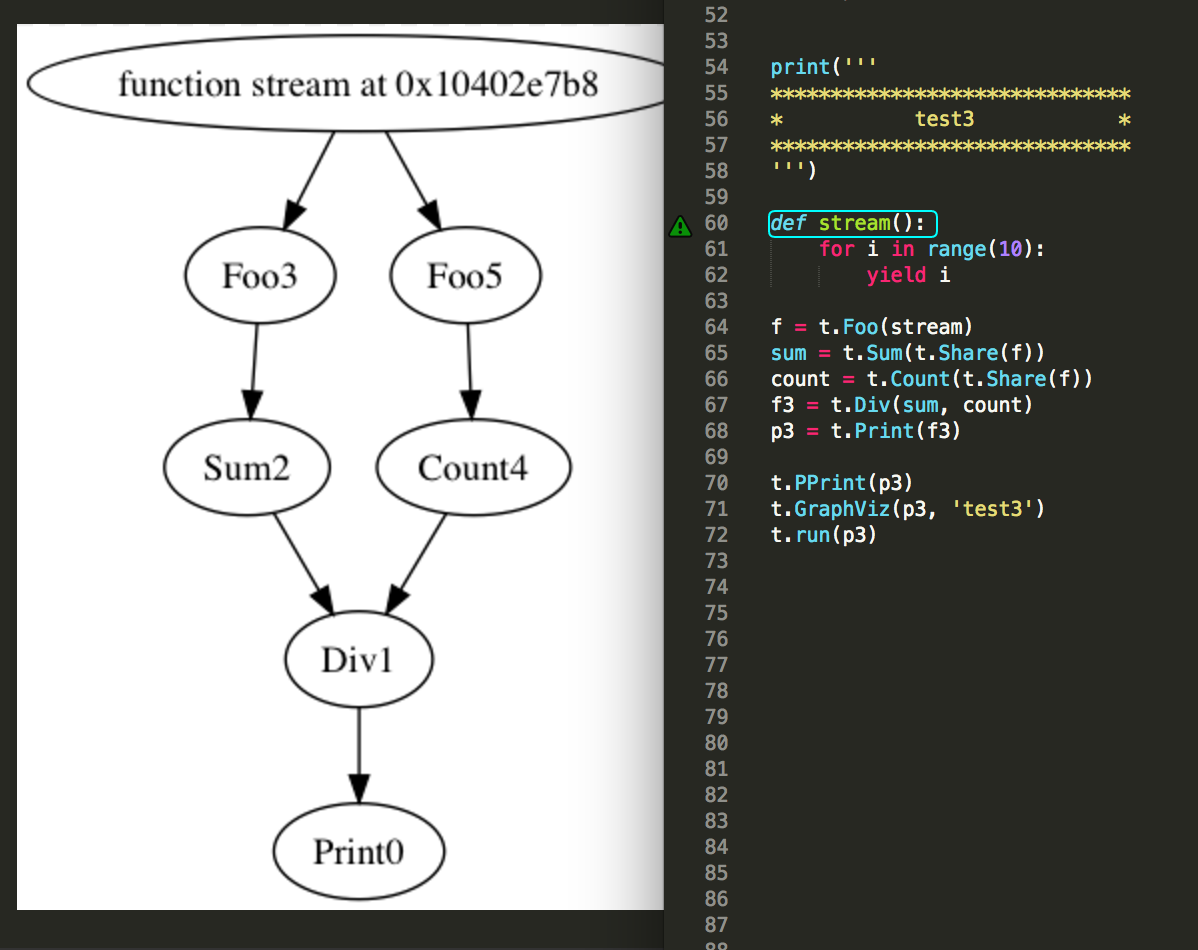 function stream at 0x10402e7b8
Foo3 Foo5
Sum2 Count4
Div1
Print0
52
53
54 print('''
55 ******************************
56 * test3 *
57 ******************************
58 ''')
59
60 def stream():
61 for i in range(10):
62 yield i
63
64 f = t.Foo(stream)
65 sum = t.Sum(t.Share(f))
66 count = t.Count(t.Share(f))
67 f3 = t.Div(sum, count)
68 p3 = t.Print(f3)
69
70 t.PPrint(p3)
71 t.GraphViz(p3, 'test3')
72 t.run(p3)
73
74
75
76
77
78
79
80
81
82
83
84
85
86
87
88